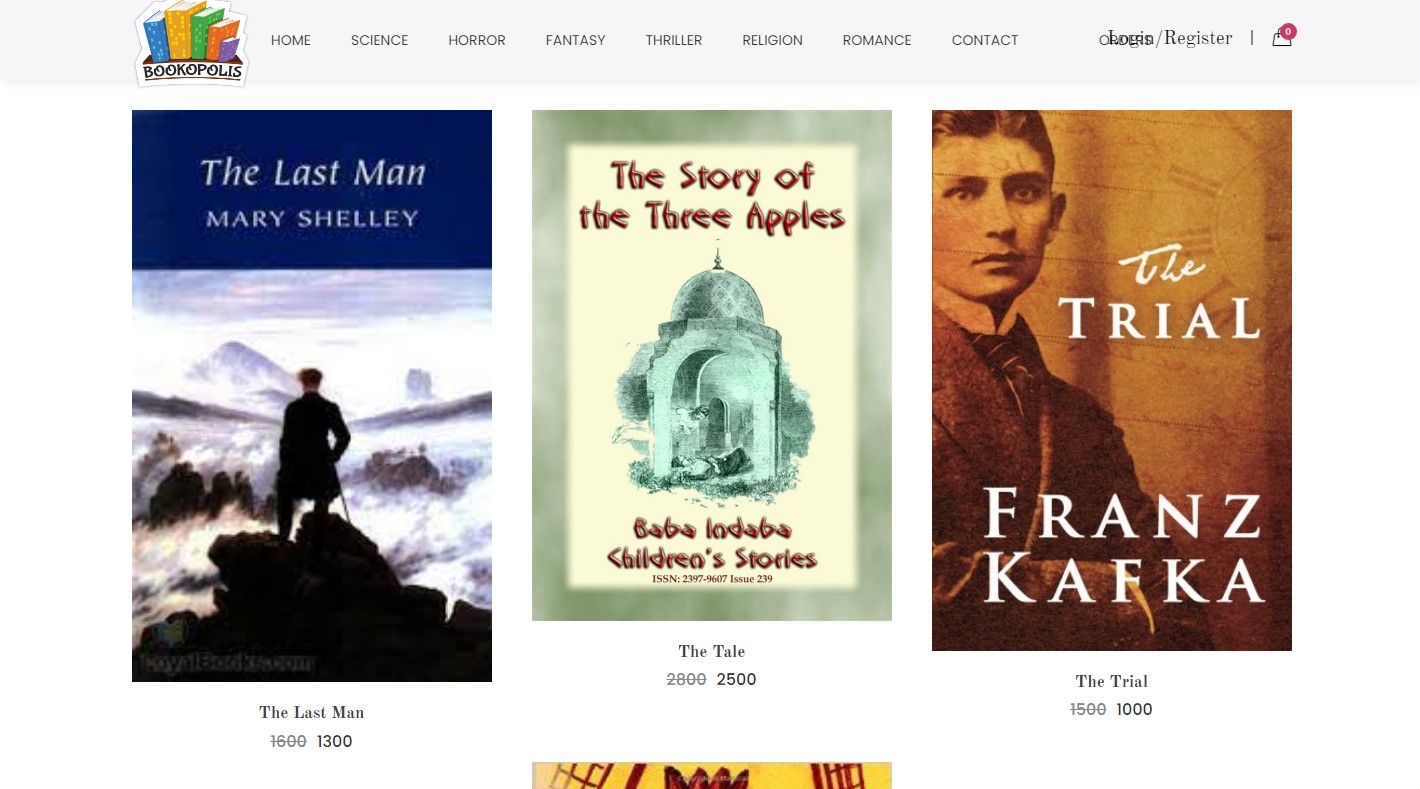 BOOKOPOLIS
HOME SCIENCE HORROR FANTASY THRILLER RELIGION ROMANCE CONTACT ORDERS Login/Register | 0
The Last Man
MARY SHELLEY
LoyalBooks.com
The Last Man
1600 1300
The Story of
the Three Apples
Baba Indaba
Children's Stories
ISSN: 2397-9607 Issue 239
The Tale
2800 2500
The
TRIAL
FRANZ
KAFKA
The Trial
1500 1000